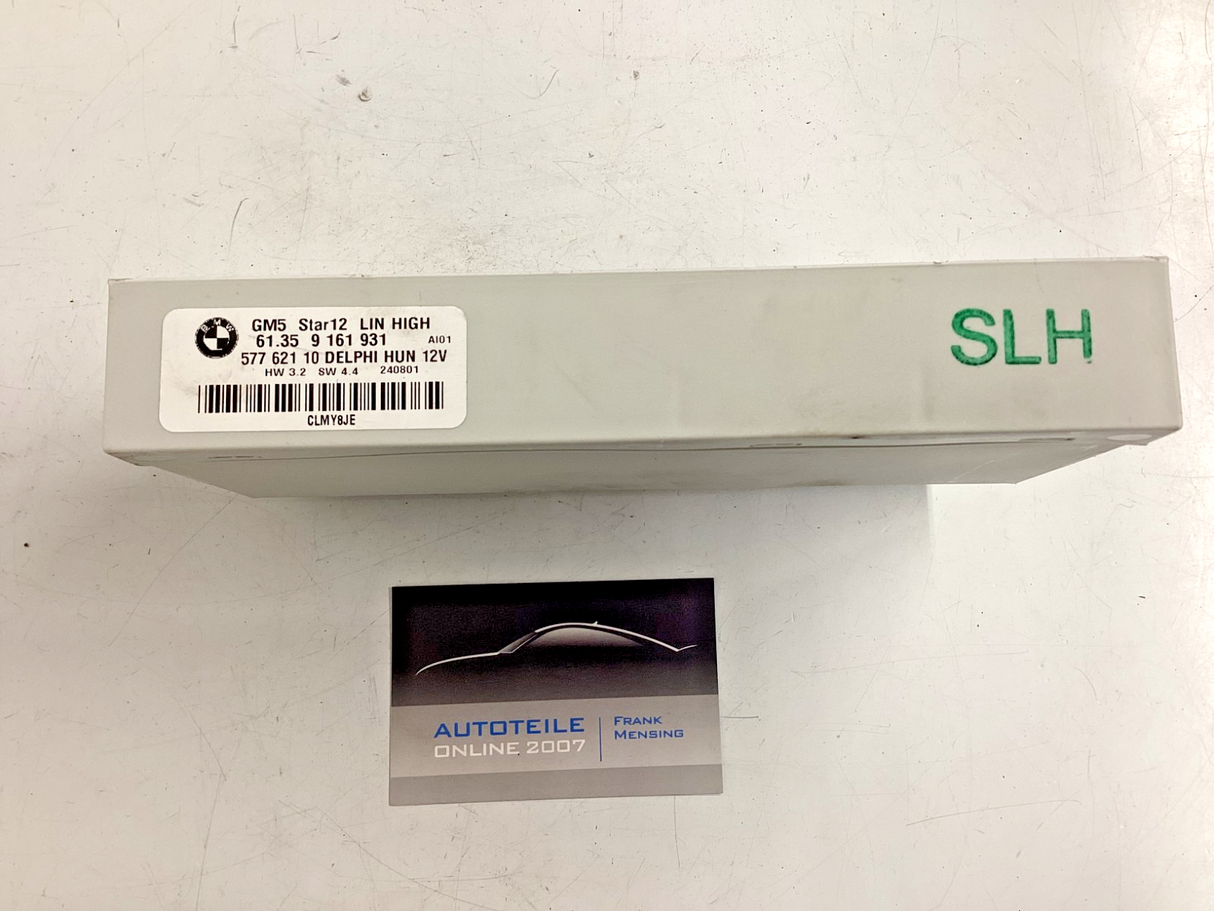 BMW
GM5 Star12 LIN HIGH
61.35 9 161 931 AI01
577 621 10 DELPHI HUN 12V
HW 3.2 SW 4.4 240801
CLMY8JE
SLH
AUTOTEILE
ONLINE 2007
FRANK
MENSING